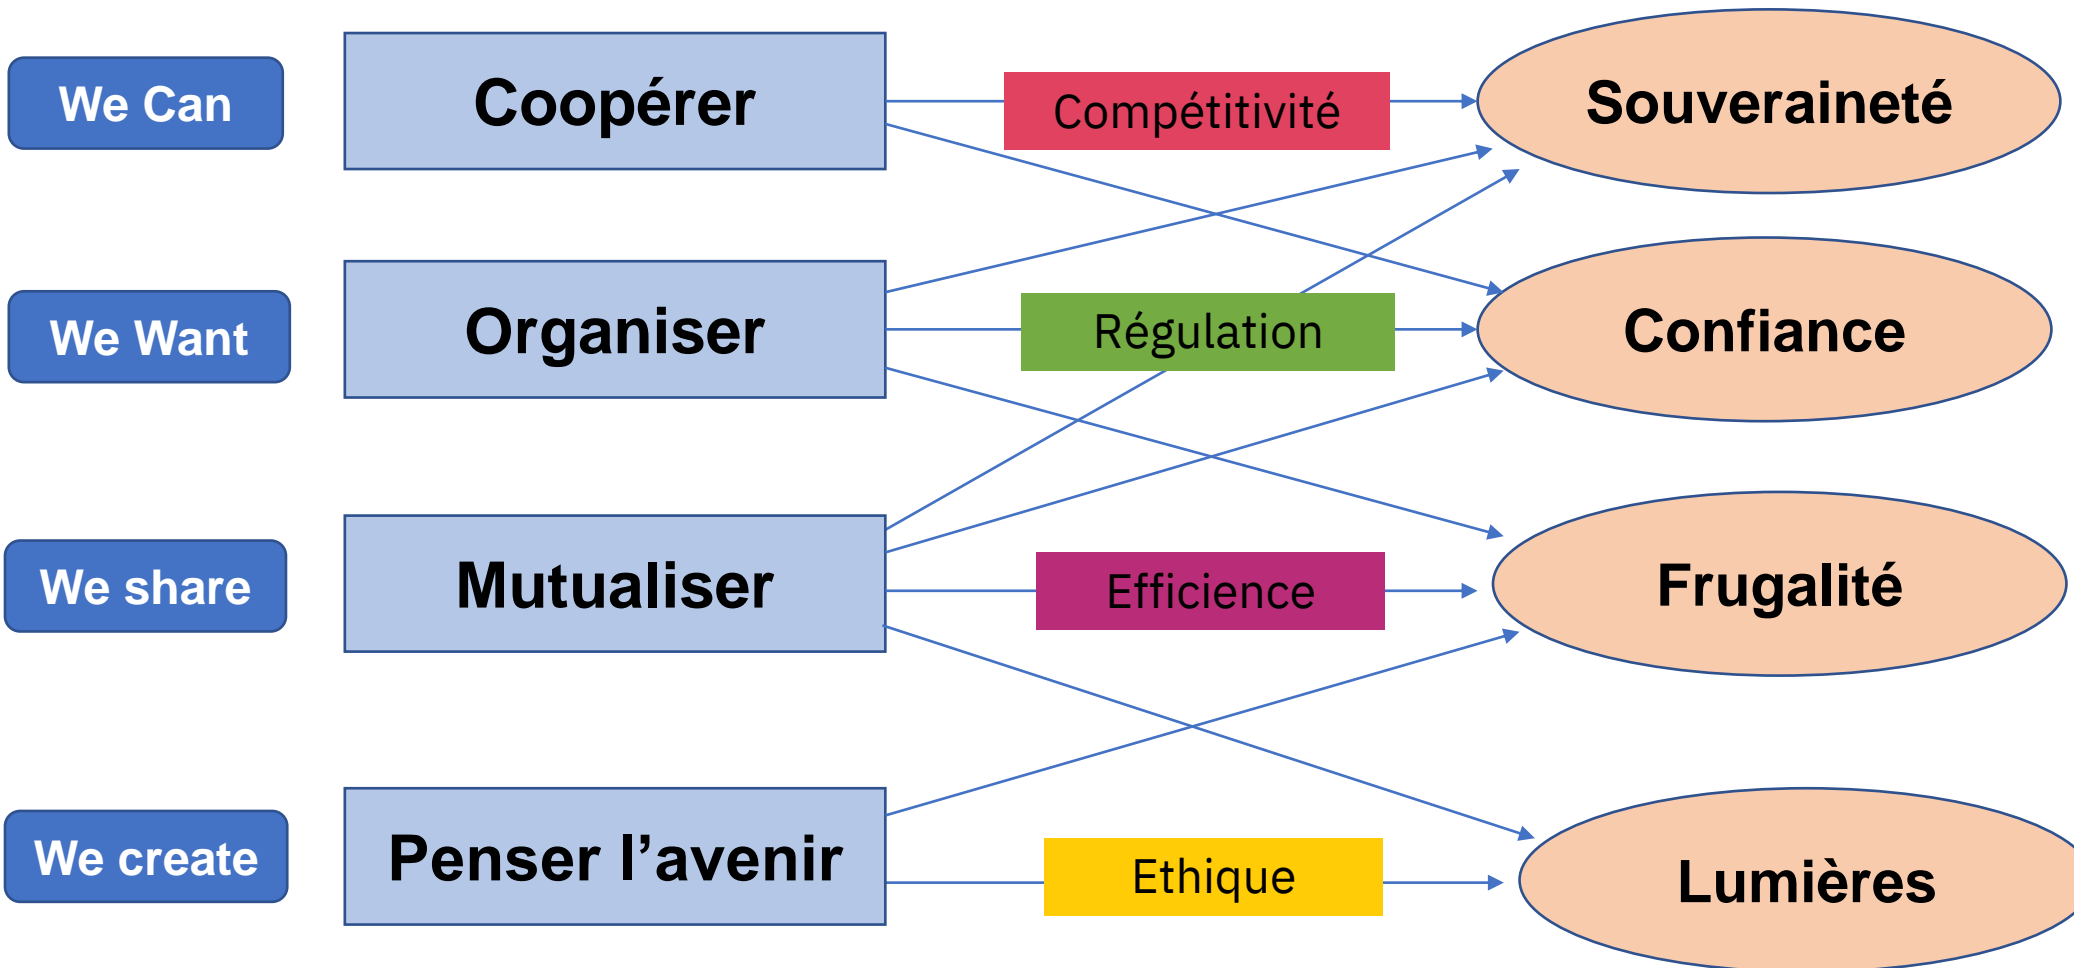 We Can
Coopérer
Compétitivité
Souveraineté
We Want
Organiser
Régulation
Confiance
We share
Mutualiser
Efficience
Frugalité
We create
Penser l’avenir
Ethique
Lumières